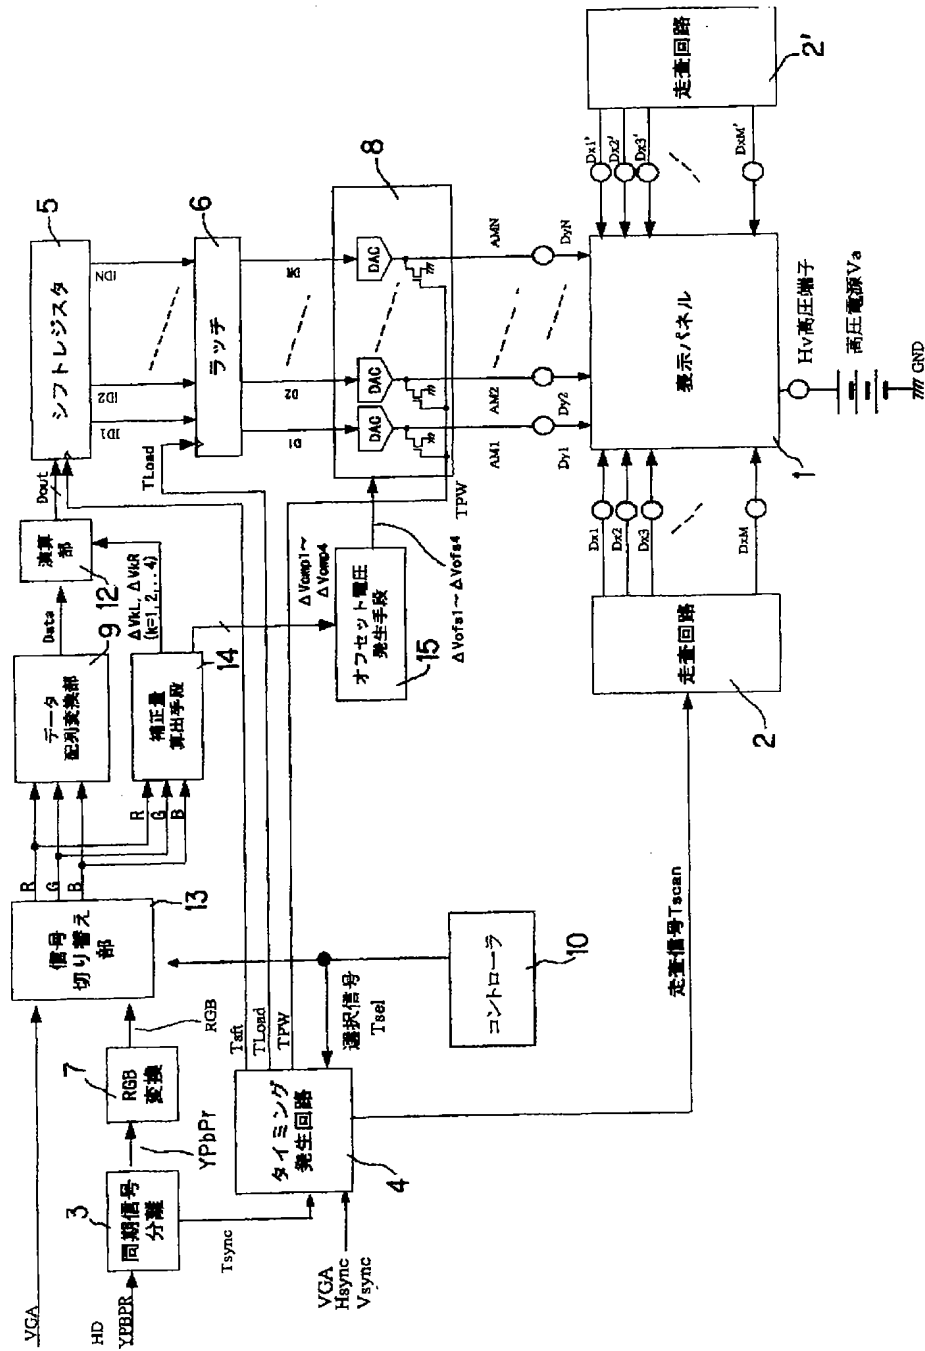 VGA
HD
YPBPR
同期信号
分離
3
YPbPr
RGB
変換
7
RGB
信号
切り替え
部
13
R
G
B
R
G
B
データ
配列変換部
9
Data
演算
部
12
Dout
シフトレジスタ
5
補正量
算出手段
14
ΔVkL, ΔVkR
(k=1,2,..4)
ID1
ID2
IDN
TLoad
ラッチ
6
D1
D2
DN
DAC
DAC
DAC
8
ΔVcmp1～
ΔVcmp4
オフセット電圧
発生手段
15
ΔVofs1～ΔVofs4
TPW
AM1
AM2
AMN
Dy1
Dy2
DyN
Tsync
タイミング
発生回路
4
Tsft
TLoad
TPW
VGA
Hsync
Vsync
選択信号
Tsel
コントローラ
10
走査信号Tscan
走査回路
2
Dx1
Dx2
Dx3
DxM
表示パネル
1
Dx1'
Dx2'
Dx3'
DxM'
走査回路
2'
Hv高圧端子
高圧電源Va
GND